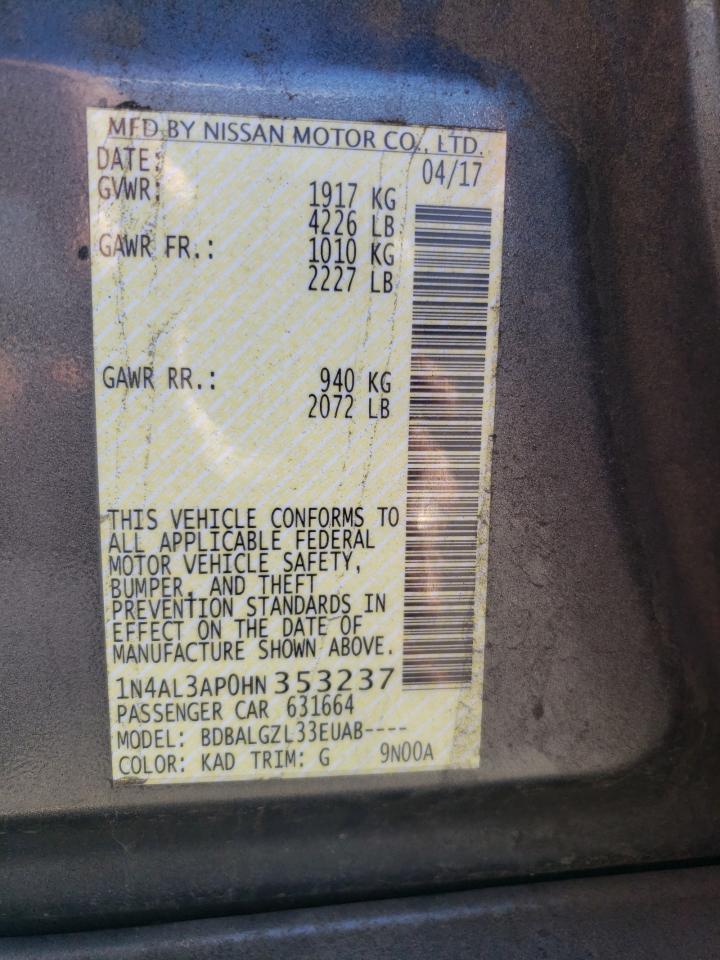 MFD BY NISSAN MOTOR CO., LTD.
DATE: 04/17
GVWR: 1917 KG
4226 LB
GAWR FR.: 1010 KG
2227 LB
GAWR RR.: 940 KG
2072 LB
THIS VEHICLE CONFORMS TO
ALL APPLICABLE FEDERAL
MOTOR VEHICLE SAFETY,
BUMPER, AND THEFT
PREVENTION STANDARDS IN
EFFECT ON THE DATE OF
MANUFACTURE SHOWN ABOVE.
1N4AL3AP0HN353237
PASSENGER CAR 631664
MODEL: BDBALGZL33EUAB----
COLOR: KAD TRIM: G 9N00A